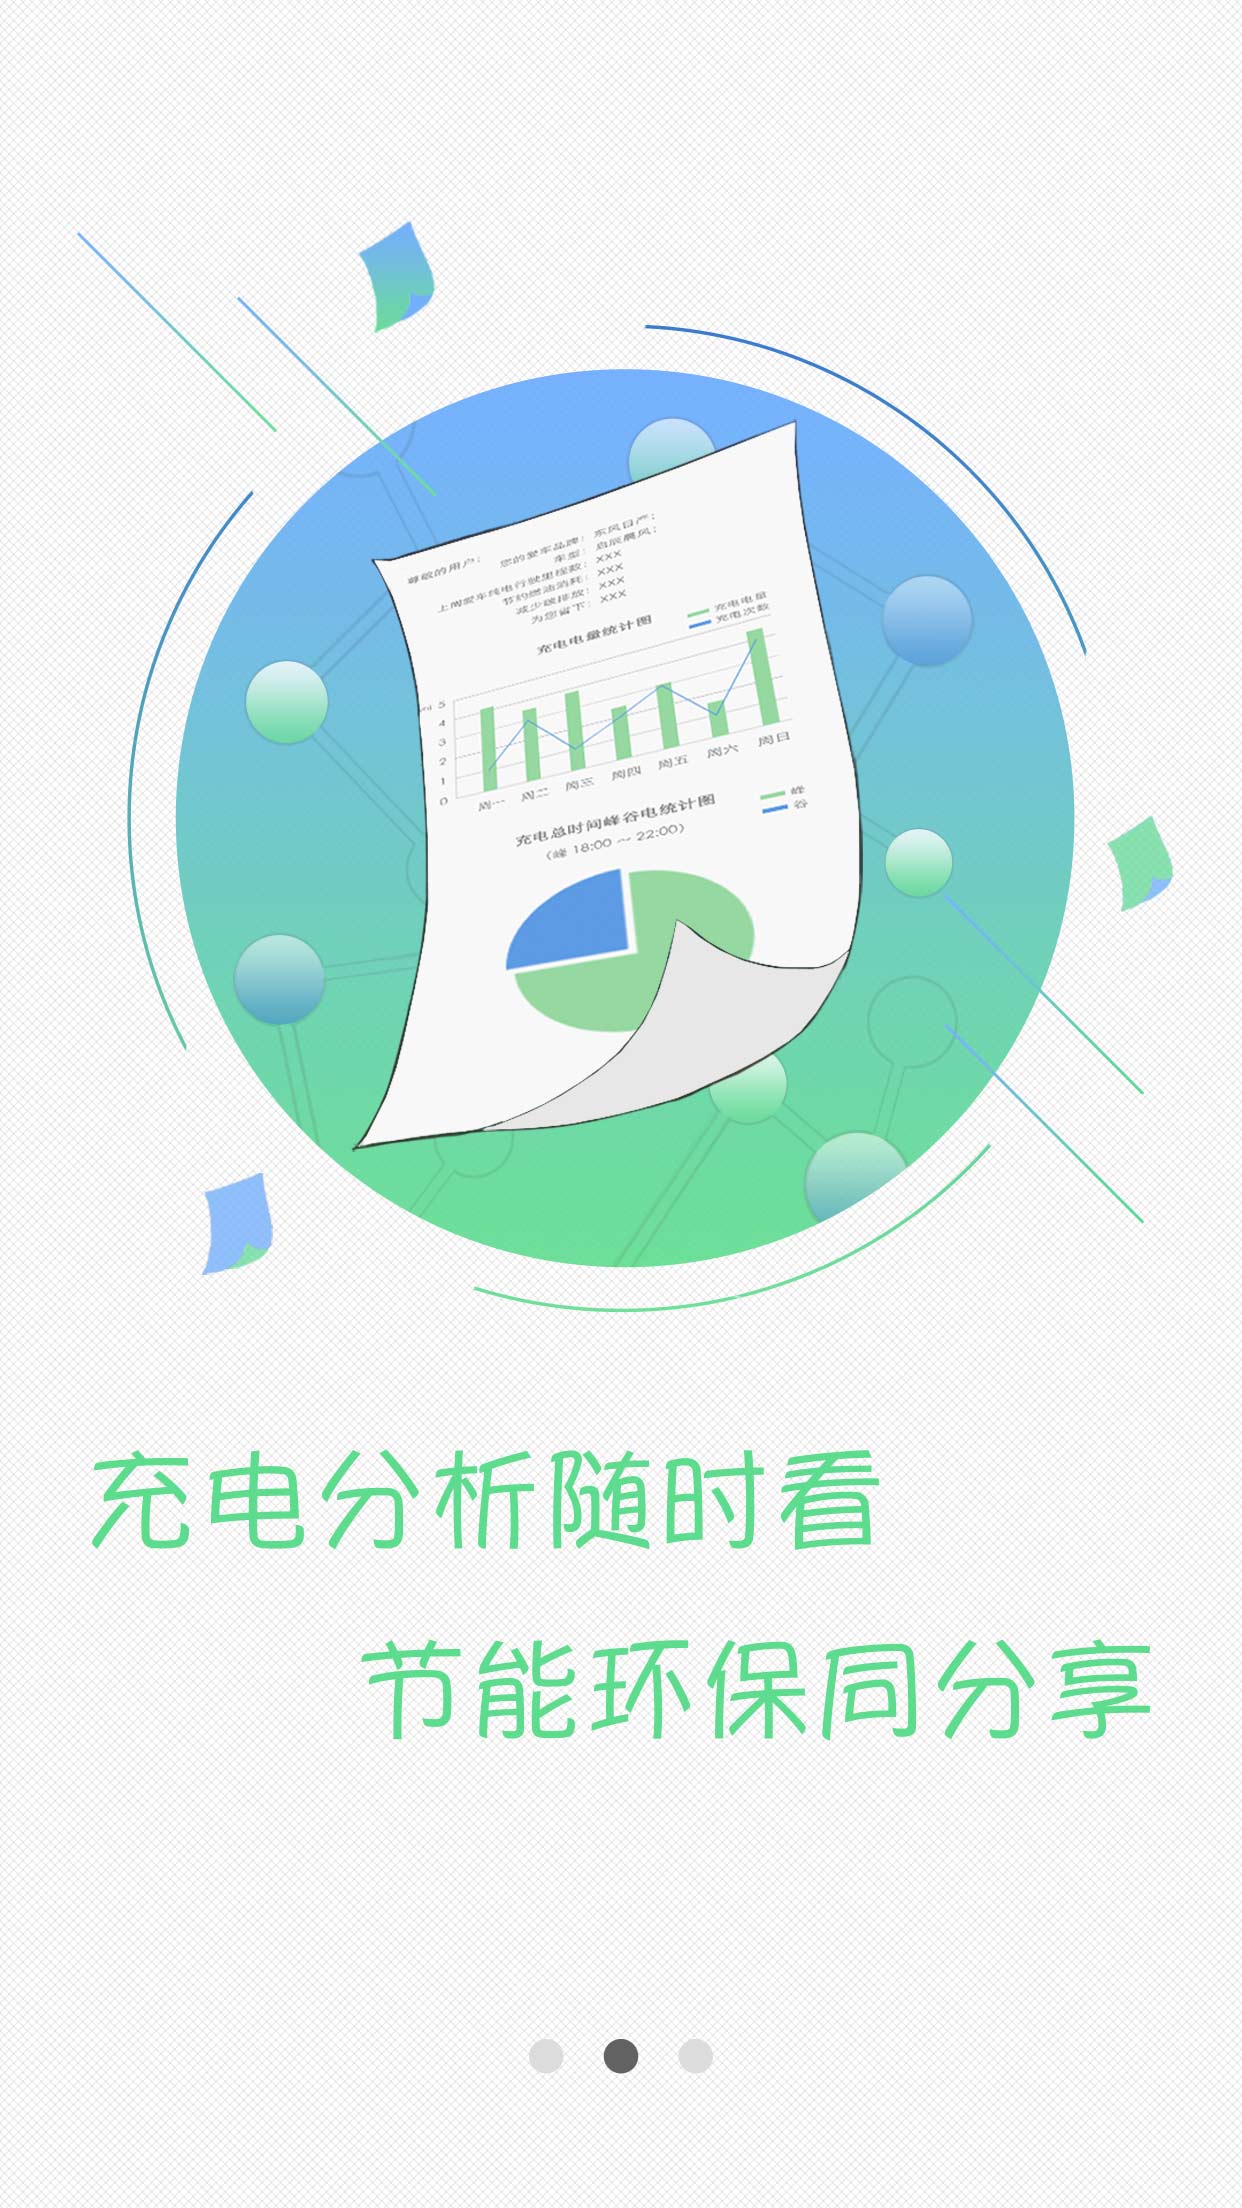 尊敬的用户：
您的爱车品牌：东风日产；
车型：启辰晨风；
上周爱车纯电行驶里程数：XXX
节约燃油消耗：XXX
减少碳排放：XXX
为您省下：XXX
充电电量统计图
充电电量
充电次数
5
4
3
2
1
0
周一 周二 周三 周四 周五 周六 周日
充电总时间峰谷电统计图
（峰 18:00 ～ 22:00）
峰
谷
充电分析随时看
节能环保同分享